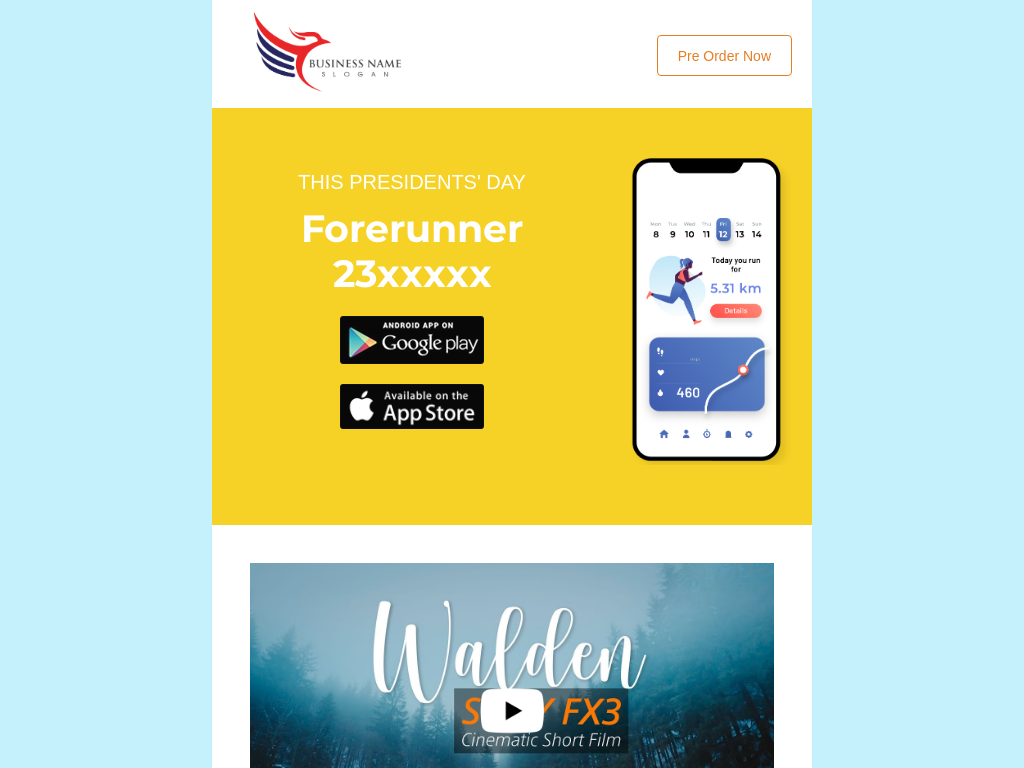 BUSINESS NAME
SLOGAN
Pre Order Now
THIS PRESIDENTS' DAY
Forerunner
23xxxxx
ANDROID APP ON
Google play
Available on the
App Store
Mon Tue Wed Thu Fri Sat Sun
8 9 10 11 12 13 14
Today you run
for
5.31 km
Details
460
Walden
FX3
Cinematic Short Film